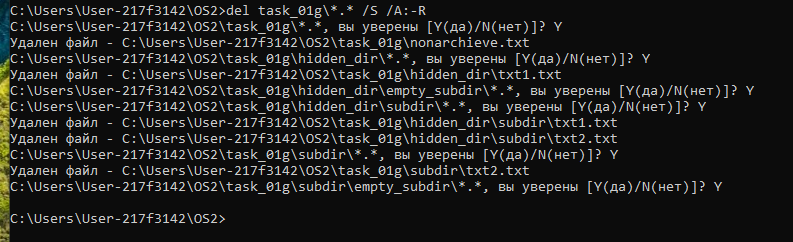 C:\Users\User-217f3142\OS2>del task_01g\*.* /S /A:-R
C:\Users\User-217f3142\OS2\task_01g\*.*, вы уверены [Y(да)/N(нет)]? Y
Удален файл - C:\Users\User-217f3142\OS2\task_01g\nonarchieve.txt
C:\Users\User-217f3142\OS2\task_01g\hidden_dir\*.*, вы уверены [Y(да)/N(нет)]? Y
Удален файл - C:\Users\User-217f3142\OS2\task_01g\hidden_dir\txt1.txt
C:\Users\User-217f3142\OS2\task_01g\hidden_dir\empty_subdir\*.*, вы уверены [Y(да)/N(нет)]? Y
C:\Users\User-217f3142\OS2\task_01g\hidden_dir\subdir\*.*, вы уверены [Y(да)/N(нет)]? Y
Удален файл - C:\Users\User-217f3142\OS2\task_01g\hidden_dir\subdir\txt1.txt
Удален файл - C:\Users\User-217f3142\OS2\task_01g\hidden_dir\subdir\txt2.txt
C:\Users\User-217f3142\OS2\task_01g\subdir\*.*, вы уверены [Y(да)/N(нет)]? Y
Удален файл - C:\Users\User-217f3142\OS2\task_01g\subdir\txt2.txt
C:\Users\User-217f3142\OS2\task_01g\subdir\empty_subdir\*.*, вы уверены [Y(да)/N(нет)]? Y
C:\Users\User-217f3142\OS2>